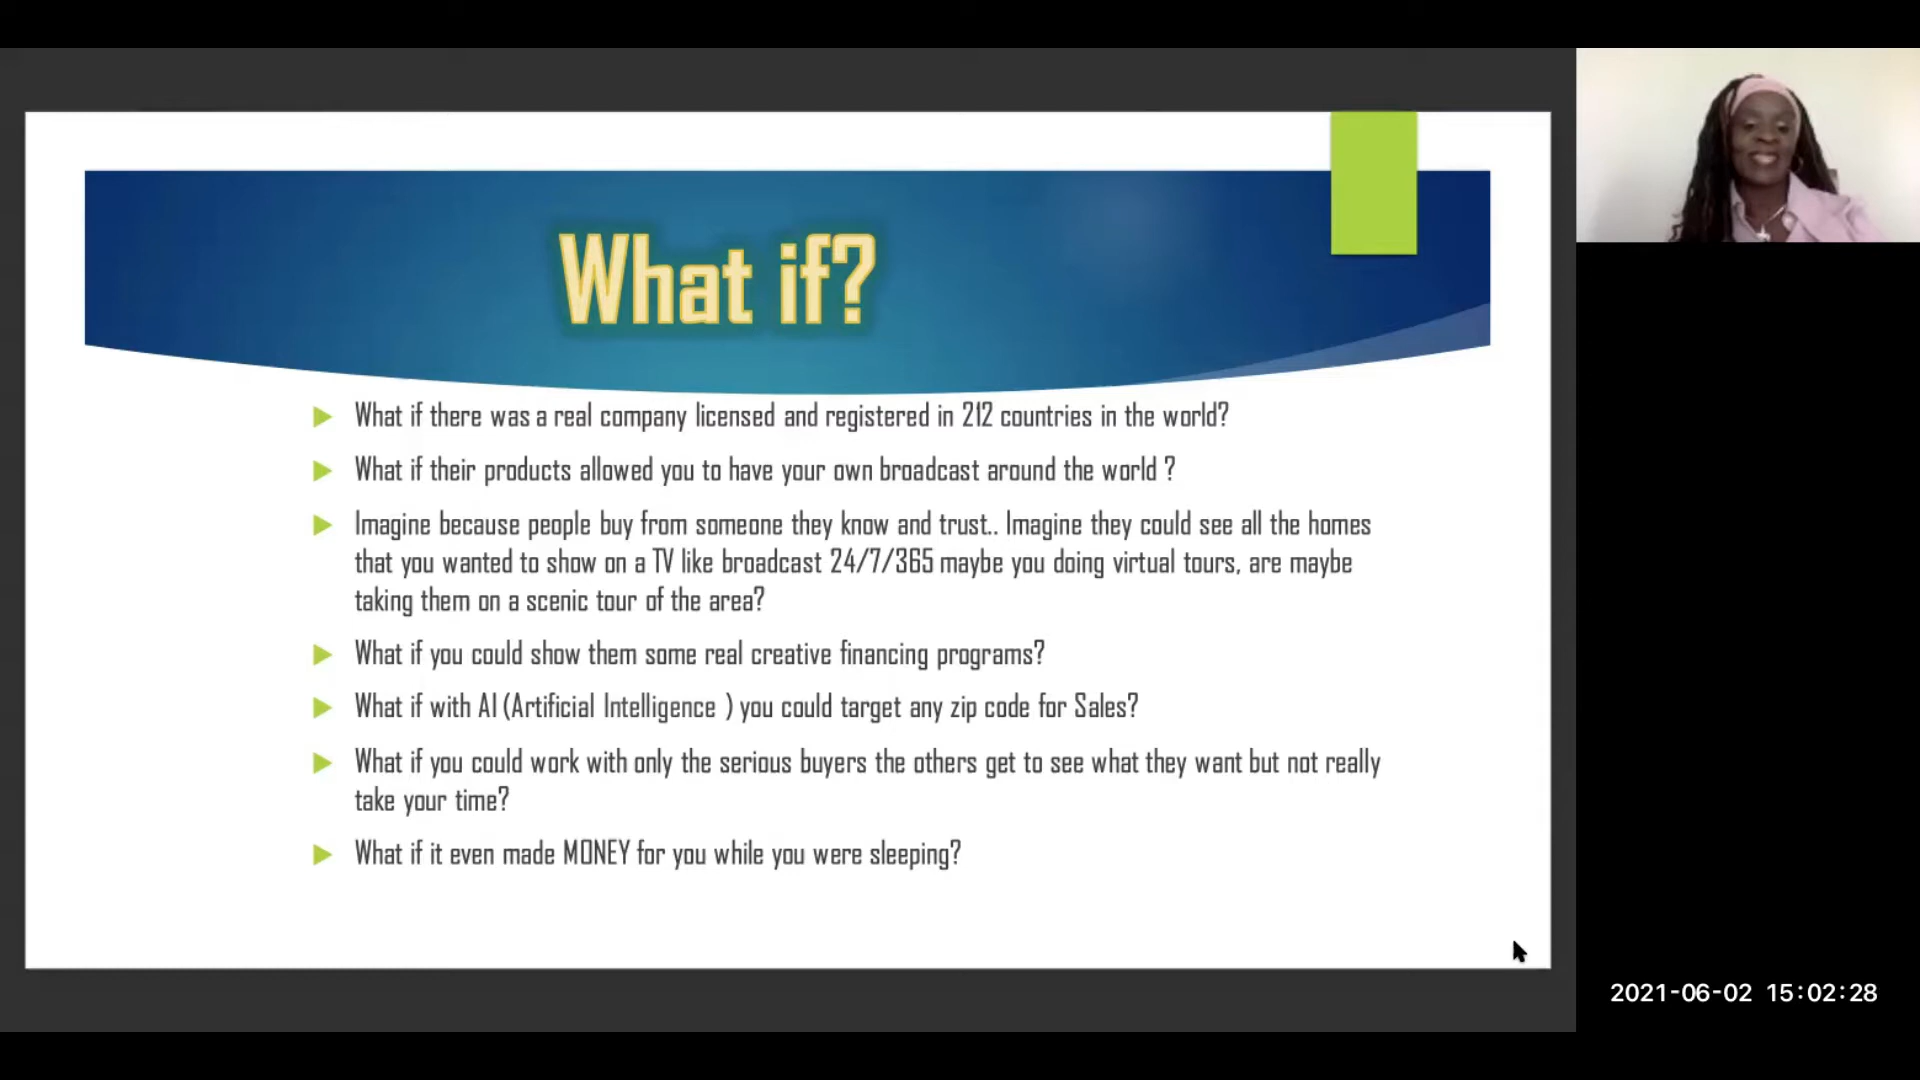 What if?
What if there was a real company licensed and registered in 212 countries in the world?
What if their products allowed you to have your own broadcast around the world ?
Imagine because people buy from someone they know and trust.. Imagine they could see all the homes
that you wanted to show on a TV like broadcast 24/7/365 maybe you doing virtual tours, are maybe
taking them on a scenic tour of the area?
What if you could show them some real creative financing programs?
What if with AI (Artificial Intelligence ) you could target any zip code for Sales?
What if you could work with only the serious buyers the others get to see what they want but not really
take your time?
What if it even made MONEY for you while you were sleeping?
2021-06-02 15:02:28